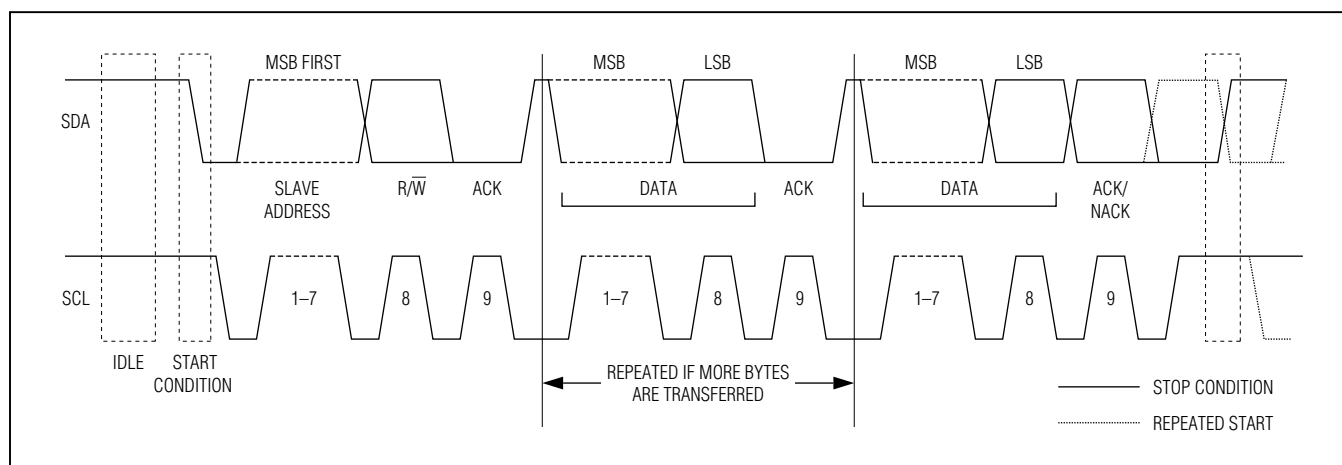 MSB FIRST
MSB
LSB
MSB
LSB
SDA
SLAVE
ADDRESS
R/W̅
ACK
DATA
ACK
DATA
ACK/
NACK
SCL
1–7
8
9
1–7
8
9
1–7
8
9
IDLE
START
CONDITION
REPEATED IF MORE BYTES
ARE TRANSFERRED
STOP CONDITION
REPEATED START